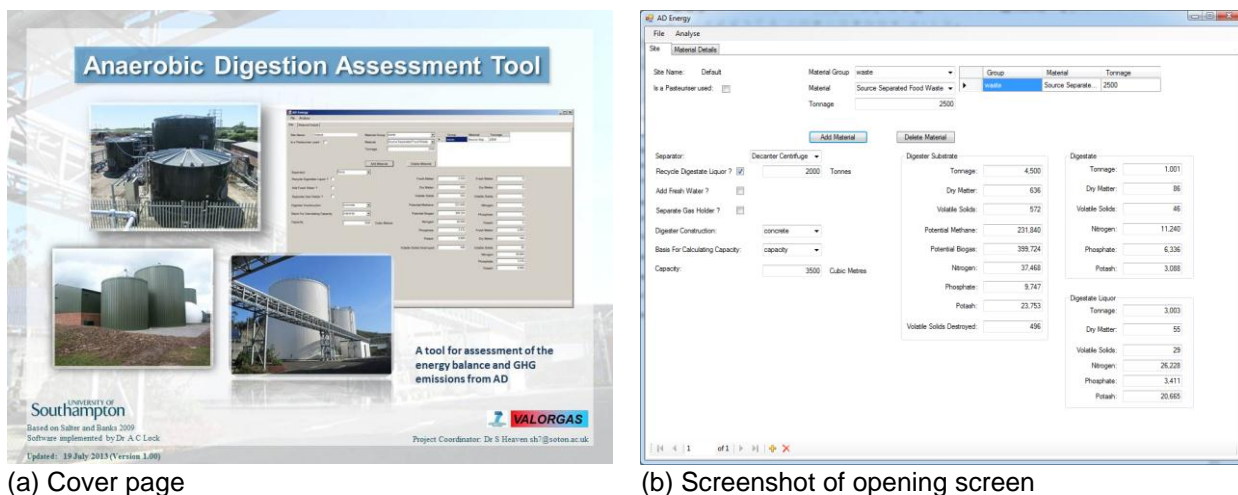 Anaerobic Digestion Assessment Tool
A tool for assessment of the
energy balance and GHG
emissions from AD
UNIVERSITY OF
Southampton
Based on Salter and Banks 2009
Software implemented by Dr A C Lock
Updated: 19 July 2013 (Version 1.00)
VALORGAS
Project Coordinator: Dr S Heaven sh7@soton.ac.uk
(a) Cover page
AD Energy
File Analyse
Site Material Details
Site Name: Default
Is a Pasteuriser used:
Material Group waste
Material Source Separated Food Waste
Tonnage 2500
Group Material Tonnage
waste Source Separate... 2500
Add Material Delete Material
Separator: Decanter Centrifuge
Recycle Digestate Liquor ? 2000 Tonnes
Add Fresh Water ?
Separate Gas Holder ?
Digester Construction: concrete
Basis For Calculating Capacity: capacity
Capacity: 3500 Cubic Metres
Digester Substrate
Tonnage: 4,500
Dry Matter: 636
Volatile Solids: 572
Potential Methane: 231,840
Potential Biogas: 399,724
Nitrogen: 37,468
Phosphate: 9,747
Potash: 23,753
Volatile Solids Destroyed: 496
Digestate
Tonnage: 1,001
Dry Matter: 86
Volatile Solids: 46
Nitrogen: 11,240
Phosphate: 6,336
Potash: 3,088
Digestate Liquor
Tonnage: 3,003
Dry Matter: 55
Volatile Solids: 29
Nitrogen: 26,228
Phosphate: 3,411
Potash: 20,665
1 of 1
(b) Screenshot of opening screen